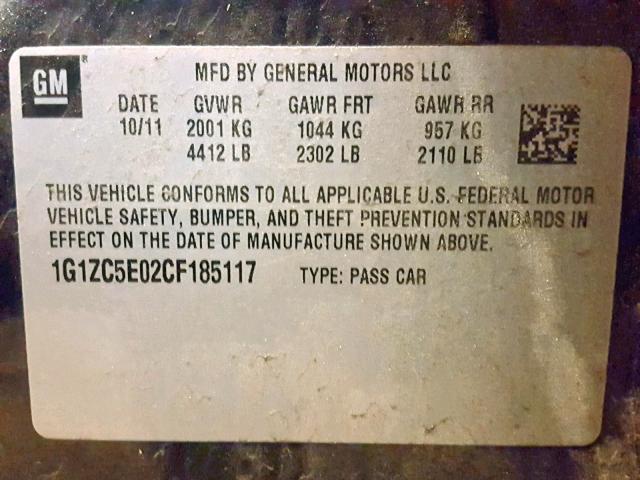 GM®
MFD BY GENERAL MOTORS LLC
DATE GVWR GAWR FRT GAWR RR
10/11 2001 KG 1044 KG 957 KG
4412 LB 2302 LB 2110 LB
THIS VEHICLE CONFORMS TO ALL APPLICABLE U.S. FEDERAL MOTOR
VEHICLE SAFETY, BUMPER, AND THEFT PREVENTION STANDARDS IN
EFFECT ON THE DATE OF MANUFACTURE SHOWN ABOVE.
1G1ZC5E02CF185117 TYPE: PASS CAR